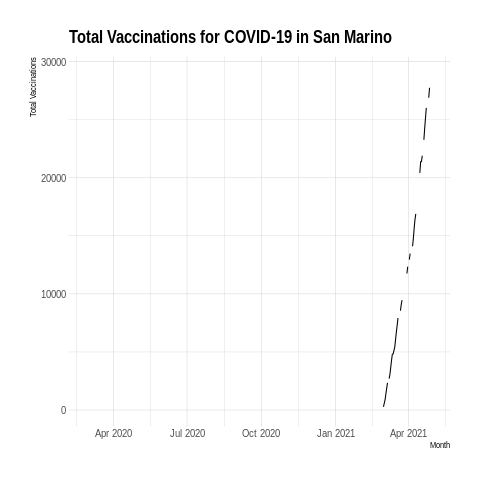 Total Vaccinations for COVID-19 in San Marino
Total Vaccinations
30000
20000
10000
0
Apr 2020 Jul 2020 Oct 2020 Jan 2021 Apr 2021
Month